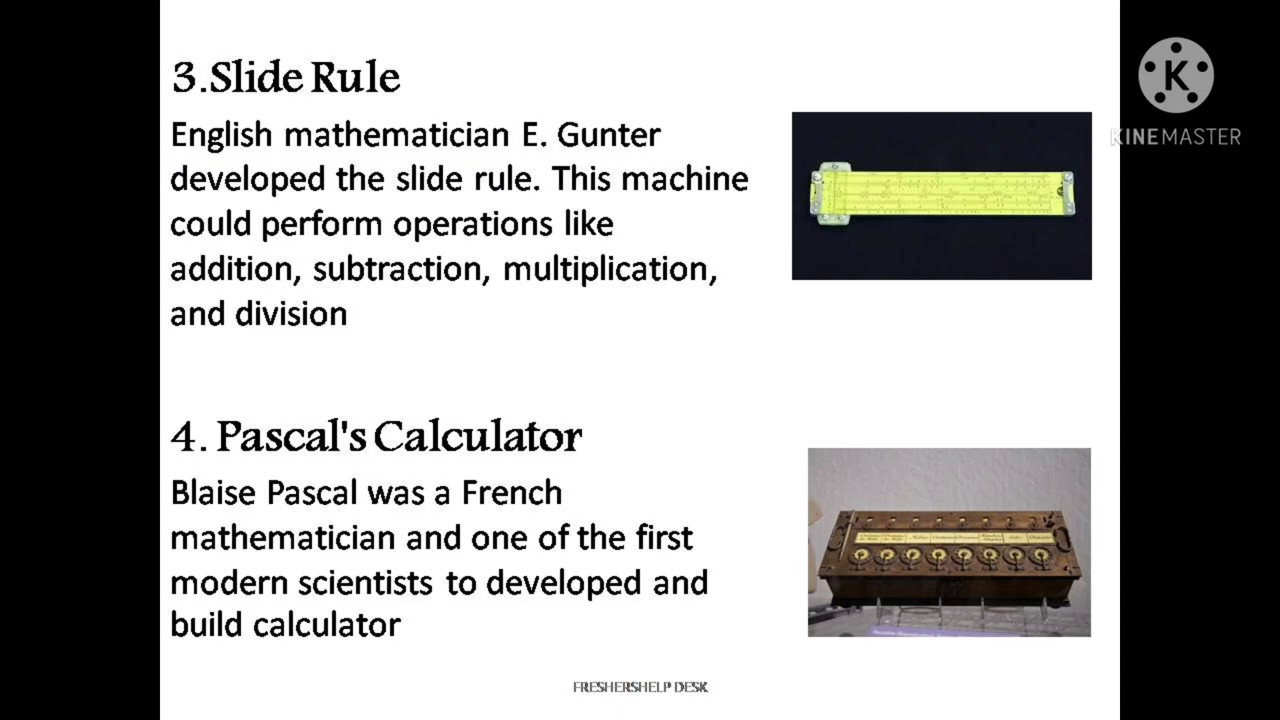 3.Slide Rule
English mathematician E. Gunter
developed the slide rule. This machine
could perform operations like
addition, subtraction, multiplication,
and division
K
KINEMASTER
4. Pascal's Calculator
Blaise Pascal was a French
mathematician and one of the first
modern scientists to developed and
build calculator
FRESHERSHELP DESK